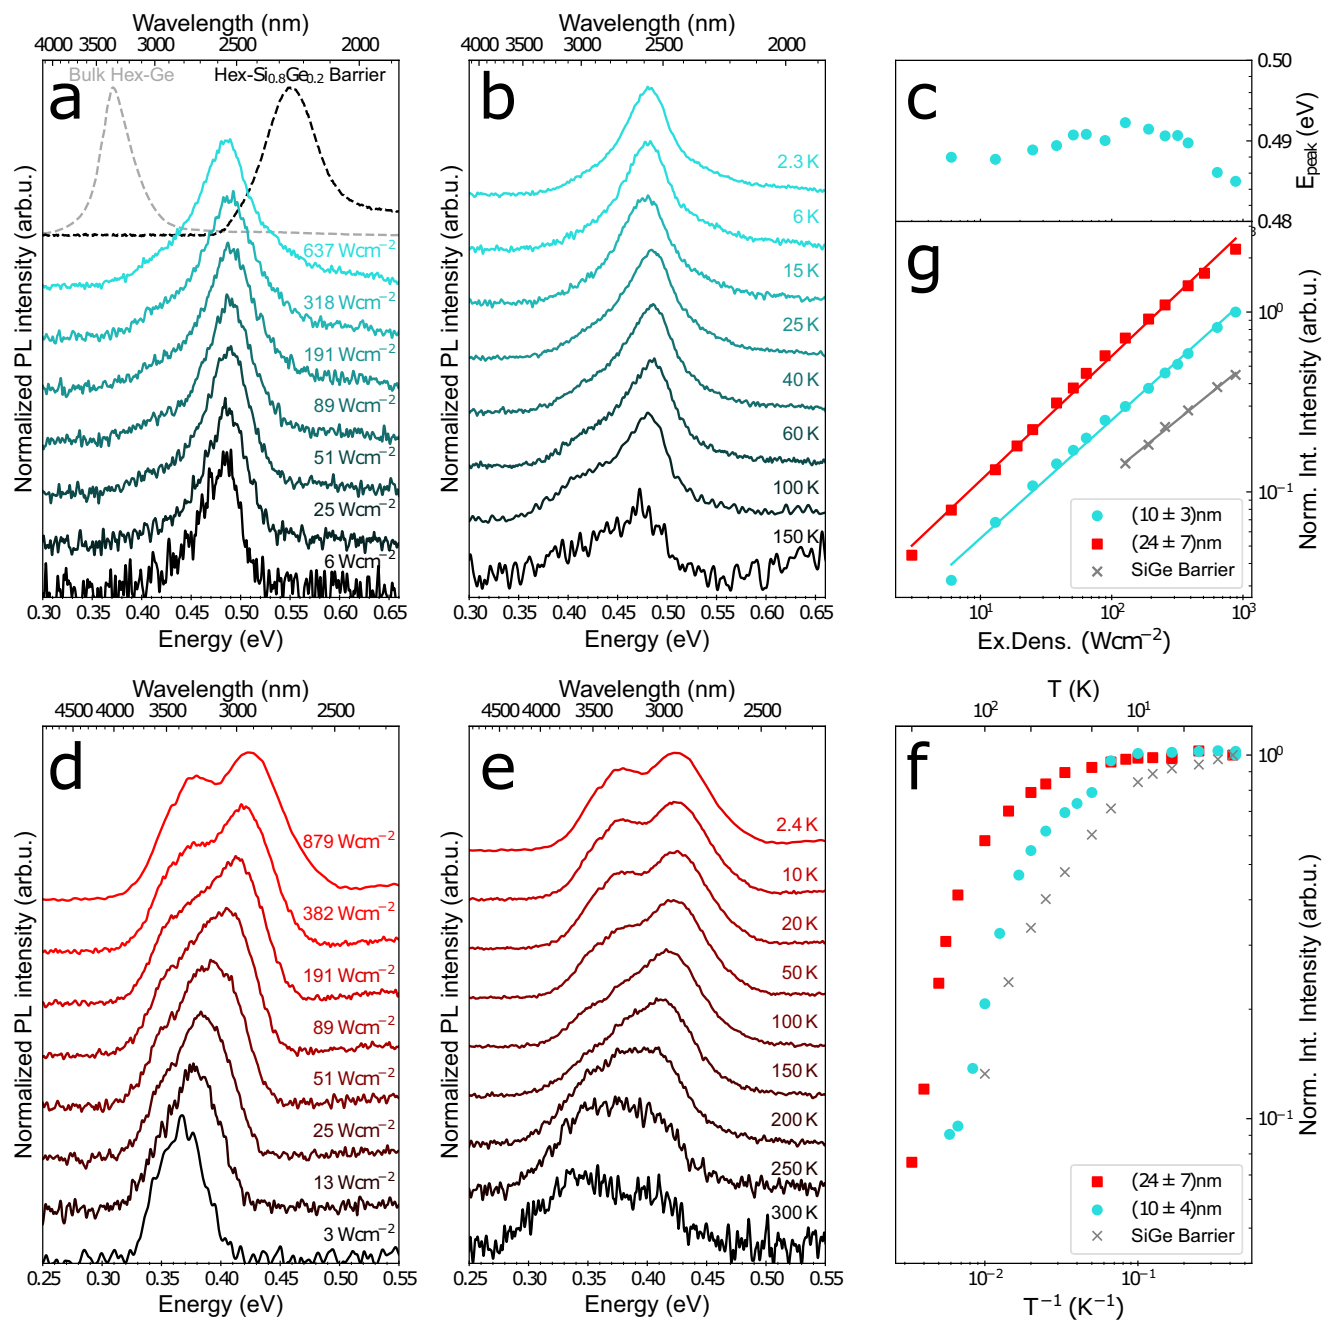 Wavelength (nm)
4000 3500 3000 2500 2000
a
Bulk Hex-Ge
Hex-Si0.8Ge0.2 Barrier
637 Wcm−2
318 Wcm−2
191 Wcm−2
89 Wcm−2
51 Wcm−2
25 Wcm−2
6 Wcm−2
Normalized PL intensity (arb.u.)
0.30 0.35 0.40 0.45 0.50 0.55 0.60 0.65
Energy (eV)
Wavelength (nm)
4000 3500 3000 2500 2000
b
2.3 K
6 K
15 K
25 K
40 K
60 K
100 K
150 K
Normalized PL intensity (arb.u.)
0.30 0.35 0.40 0.45 0.50 0.55 0.60 0.65
Energy (eV)
c
0.50
0.49
0.48
Epeak (eV)
g
3
10⁰
10⁻¹
Norm. Int. Intensity (arb.u.)
(10 ± 3)nm
(24 ± 7)nm
SiGe Barrier
10¹ 10² 10³
Ex.Dens. (Wcm−2)
Wavelength (nm)
4500 4000 3500 3000 2500
d
879 Wcm−2
382 Wcm−2
191 Wcm−2
89 Wcm−2
51 Wcm−2
25 Wcm−2
13 Wcm−2
3 Wcm−2
Normalized PL intensity (arb.u.)
0.25 0.30 0.35 0.40 0.45 0.50 0.55
Energy (eV)
Wavelength (nm)
4500 4000 3500 3000 2500
e
2.4 K
10 K
20 K
50 K
100 K
150 K
200 K
250 K
300 K
Normalized PL intensity (arb.u.)
0.25 0.30 0.35 0.40 0.45 0.50 0.55
Energy (eV)
T (K)
10² 10¹
f
10⁰
10⁻¹
Norm. Int. Intensity (arb.u.)
(24 ± 7)nm
(10 ± 4)nm
SiGe Barrier
10⁻² 10⁻¹
T⁻¹ (K⁻¹)